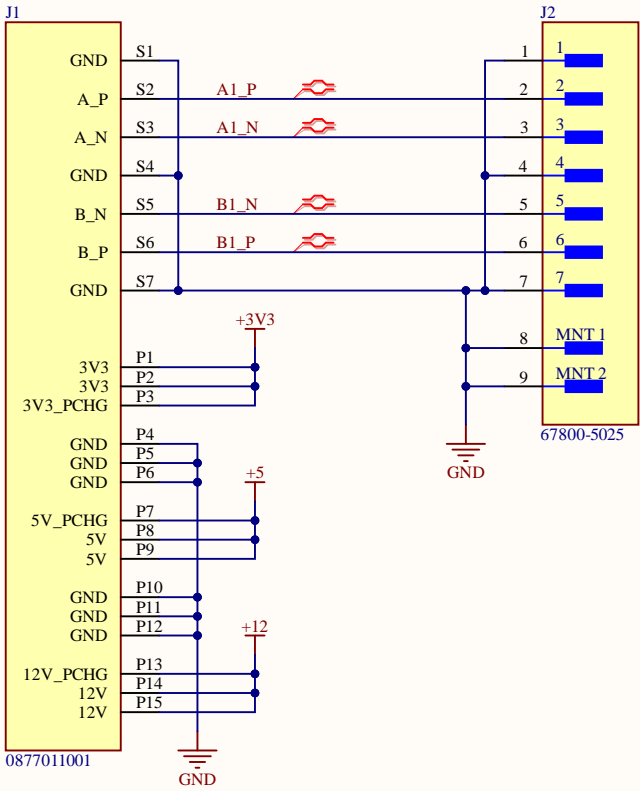 J1 J2
GND S1 1 1
A_P S2 A1_P 2 2
A_N S3 A1_N 3 3
GND S4 4 4
B_N S5 B1_N 5 5
B_P S6 B1_P 6 6
GND S7 7 7
+3V3
8 MNT 1
3V3 P1
3V3 P2 9 MNT 2
3V3_PCHG P3
67800-5025
GND P4
GND P5
GND P6 +5 GND
5V_PCHG P7
5V P8
5V P9
GND P10
GND P11
GND P12 +12
12V_PCHG P13
12V P14
12V P15
0877011001
GND